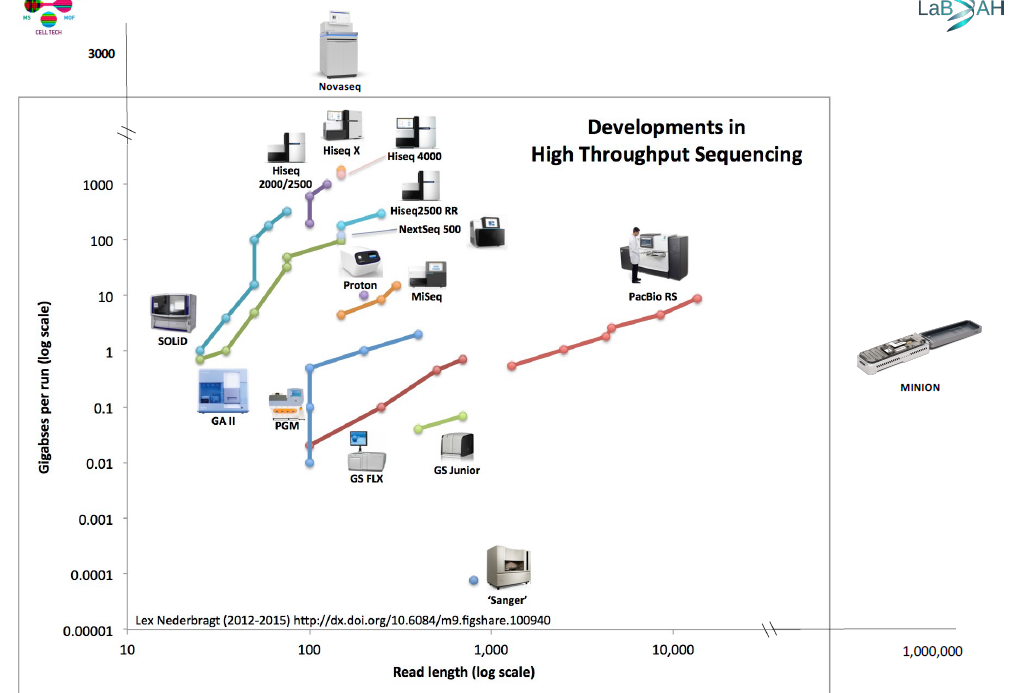 MS MOF
CELL TECH
LaB AH
3000
Novaseq
Developments in
High Throughput Sequencing
Hiseq X
Hiseq 4000
Hiseq
2000/2500
1000
Hiseq2500 RR
NextSeq 500
100
Proton
MiSeq
PacBio RS
10
SOLiD
1
MINION
GA II
PGM
0.1
GS FLX
GS Junior
0.01
0.001
0.0001
'Sanger'
Lex Nederbragt (2012-2015) http://dx.doi.org/10.6084/m9.figshare.100940
0.00001
Gigabses per run (log scale)
10
100
1,000
10,000
1,000,000
Read length (log scale)